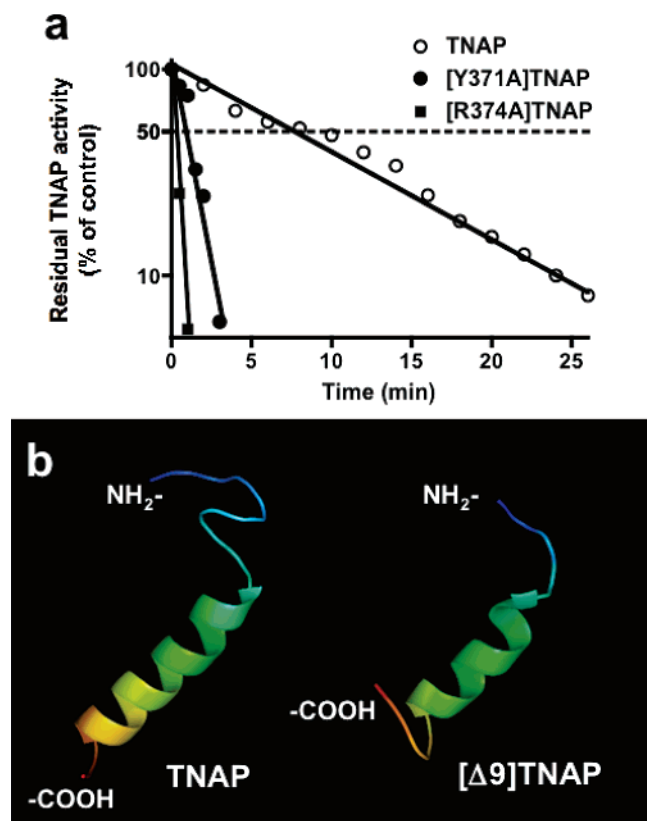 a
TNAP
[Y371A]TNAP
[R374A]TNAP
100
50
10
Residual TNAP activity
(% of control)
0
5
10
15
20
25
Time (min)
b
NH2-
NH2-
-COOH
-COOH
TNAP
[Δ9]TNAP